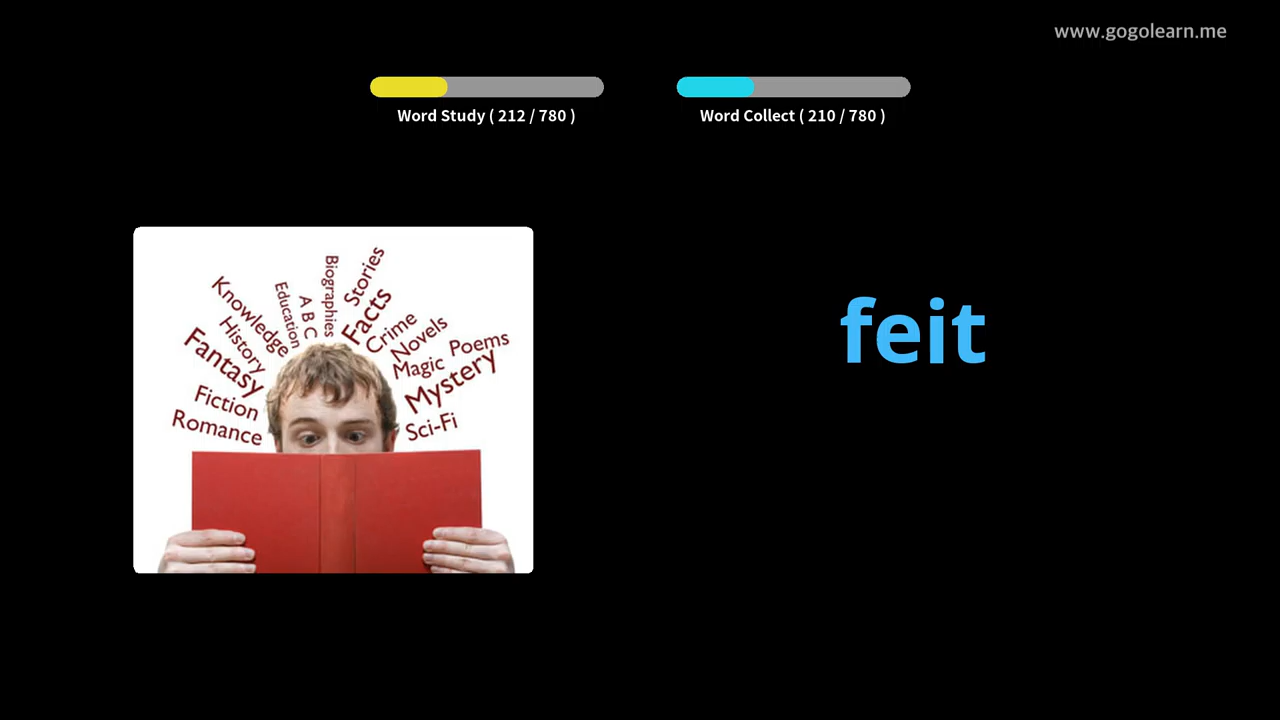 www.gogolearn.me
Word Study ( 212 / 780 )
Word Collect ( 210 / 780 )
feit
Knowledge
Education
A B C
Biographies
Stories
Facts
Crime
Novels
Poems
Magic
Mystery
Sci-Fi
History
Fantasy
Fiction
Romance